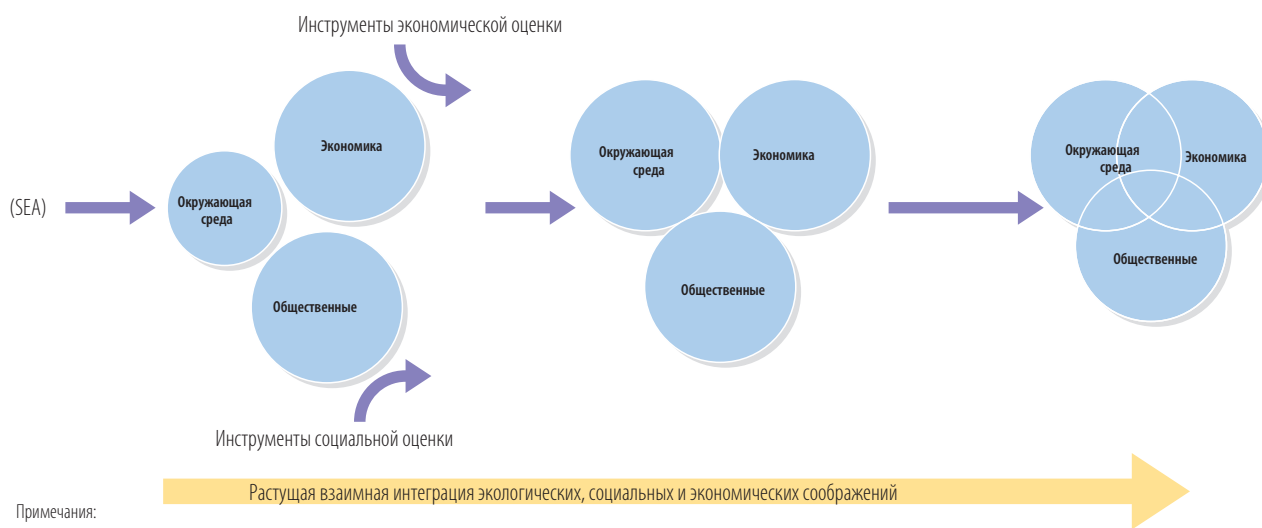 Инструменты экономической оценки
Экономика
Окружающая
среда
(SEA)
Общественные
Инструменты социальной оценки
Окружающая
среда
Экономика
Общественные
Окружающая
среда
Экономика
Общественные
Растущая взаимная интеграция экологических, социальных и экономических соображений
Примечания: